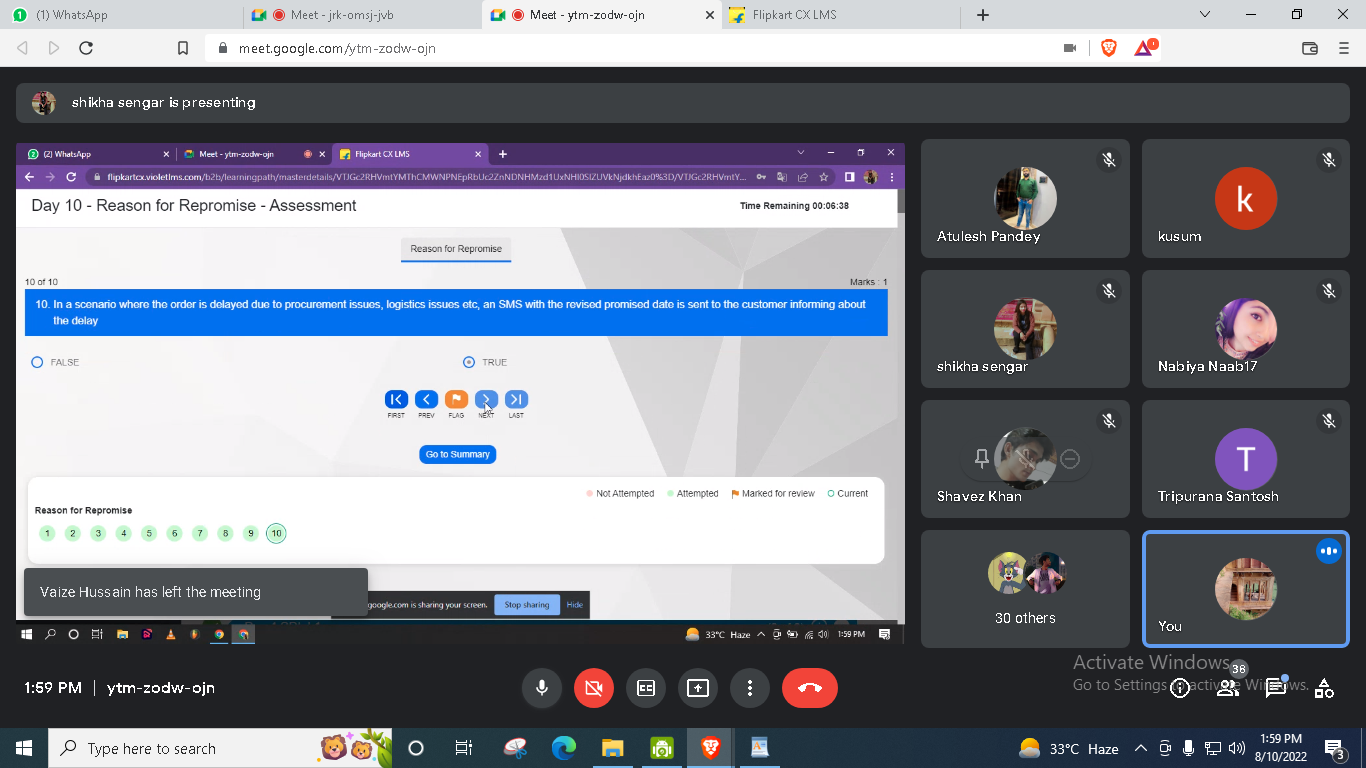 (1) WhatsApp
Meet - jrk-omsj-jvb
Meet - ytm-zodw-ojn
Flipkart CX LMS
meet.google.com/ytm-zodw-ojn
shikha sengar is presenting
(2) WhatsApp
Meet - ytm-zodw-ojn
Flipkart CX LMS
Day 10 - Reason for Repromise - Assessment
Time Remaining 00:06:38
Reason for Repromise
10 of 10
Marks : 1
10. In a scenario where the order is delayed due to procurement issues, logistics issues etc, an SMS with the revised promised date is sent to the customer informing about
the delay
FALSE
TRUE
FIRST
PREV
FLAG
NEXT
LAST
Go to Summary
Not Attempted
Attempted
Marked for review
Current
Reason for Repromise
1 2 3 4 5 6 7 8 9 10
Vaize Hussain has left the meeting
google.com is sharing your screen.
Stop sharing
Hide
33°C Haze
1:59 PM
Atulesh Pandey
kusum
k
shikha sengar
Nabiya Naab17
Shavez Khan
T
Tripurana Santosh
30 others
You
1:59 PM
ytm-zodw-ojn
38
Activate Windows
Go to Settings to activate Windows.
Type here to search
33°C Haze
1:59 PM
8/10/2022
3